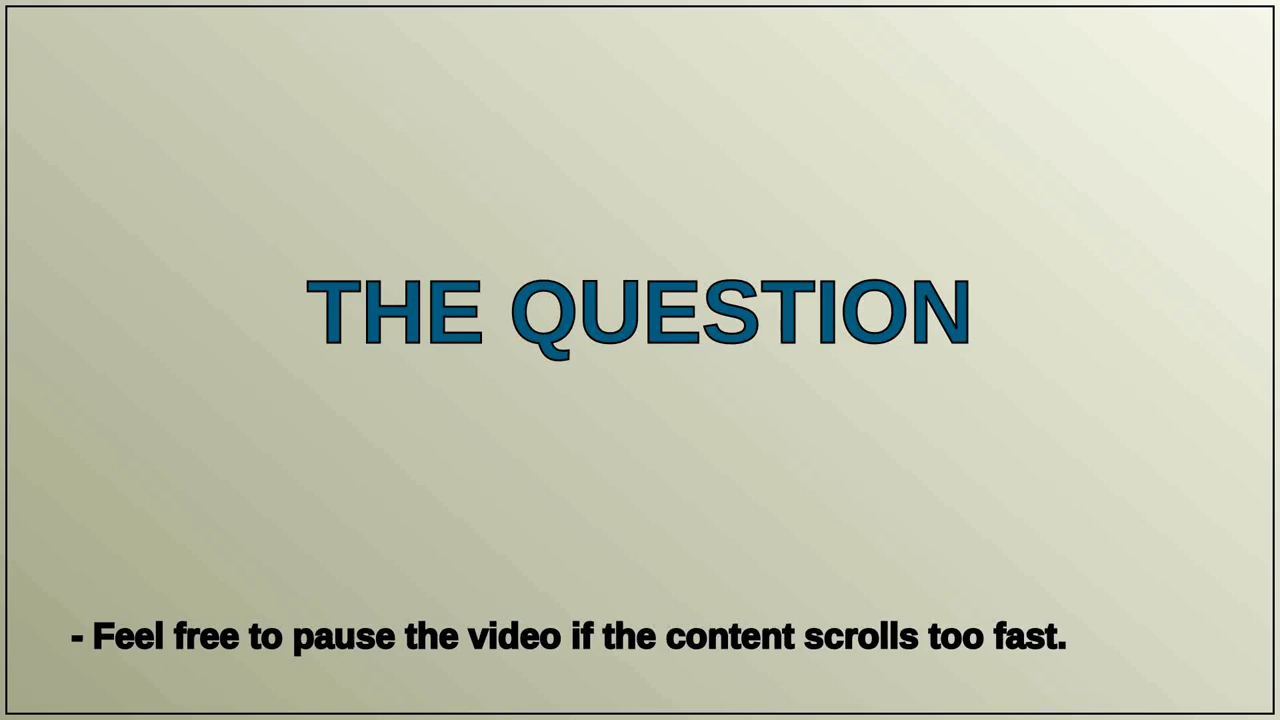 THE QUESTION
- Feel free to pause the video if the content scrolls too fast.